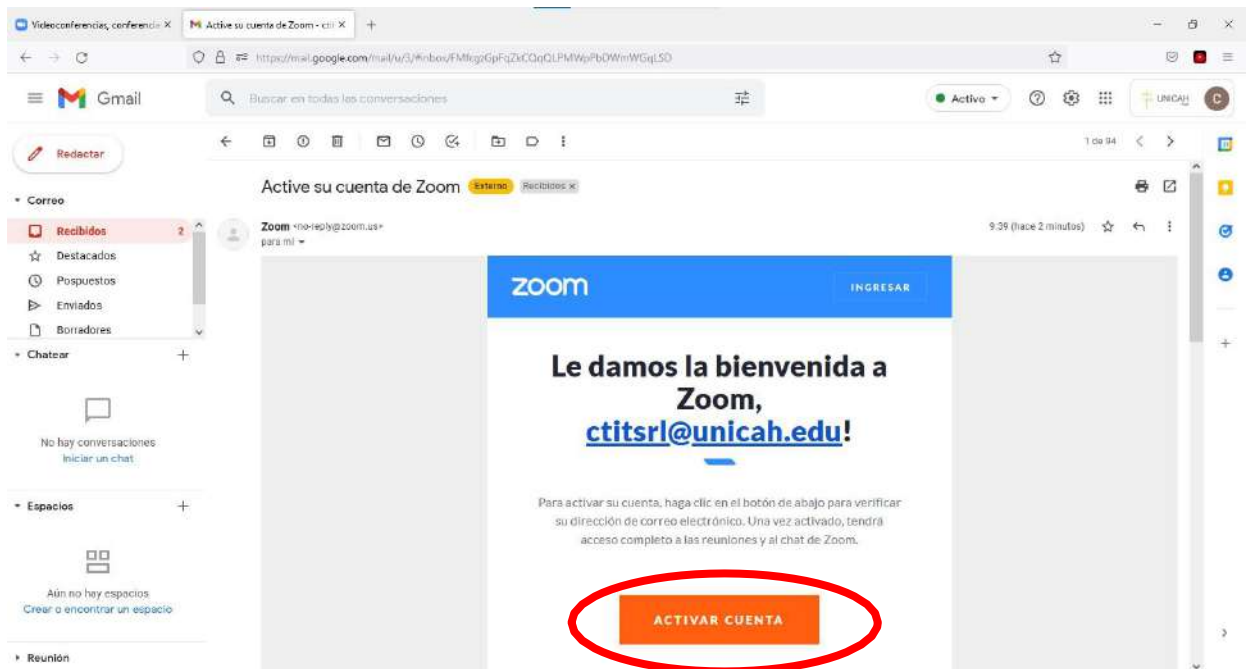 Videoconferencias, conferencia
Active su cuenta de Zoom - ctit
Gmail
Buscar en todas las conversaciones
Activo
UNICAH
C
Redactar
1 de 94
Active su cuenta de Zoom Externo Recibidos x
Correo
Zoom <no-reply@zoom.us>
9:39 (hace 2 minutos)
para mí
Recibidos 2
Destacados
Pospuestos
Enviados
Borradores
Chatear
No hay conversaciones
Iniciar un chat
Espacios
Aún no hay espacios
Crear o encontrar un espacio
Reunión
zoom
INGRESAR
Le damos la bienvenida a
Zoom,
ctitsrl@unicah.edu!
Para activar su cuenta, haga clic en el botón de abajo para verificar
su dirección de correo electrónico. Una vez activado, tendrá
acceso completo a las reuniones y al chat de Zoom.
ACTIVAR CUENTA